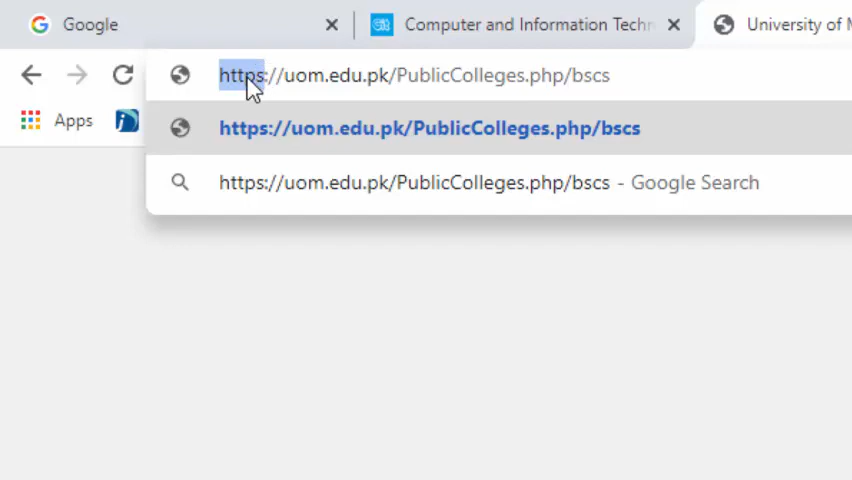 Google
Computer and Information Techn
University of M
https://uom.edu.pk/PublicColleges.php/bscs
Apps
https://uom.edu.pk/PublicColleges.php/bscs
https://uom.edu.pk/PublicColleges.php/bscs - Google Search